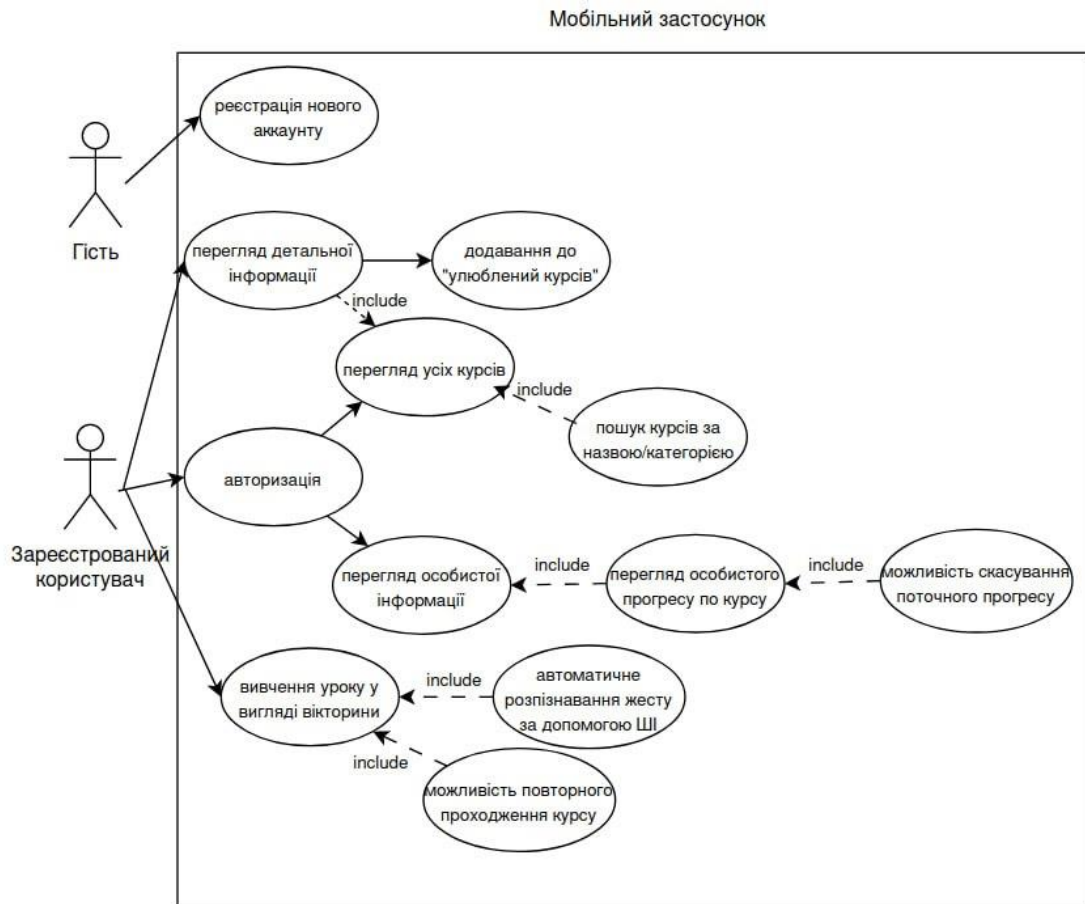 Мобільний застосунок
реєстрація нового
аккаунту
Гість
перегляд детальної
інформації
додавання до
"улюблений курсів"
include
перегляд усіх курсів
include
пошук курсів за
назвою/категорією
авторизація
Зареєстрований
користувач
перегляд особистої
інформації
include
перегляд особистого
прогресу по курсу
include
можливість скасування
поточного прогресу
вивчення уроку у
вигляді вікторини
include
автоматичне
розпізнавання жесту
за допомогою ШІ
include
можливість повторного
проходження курсу